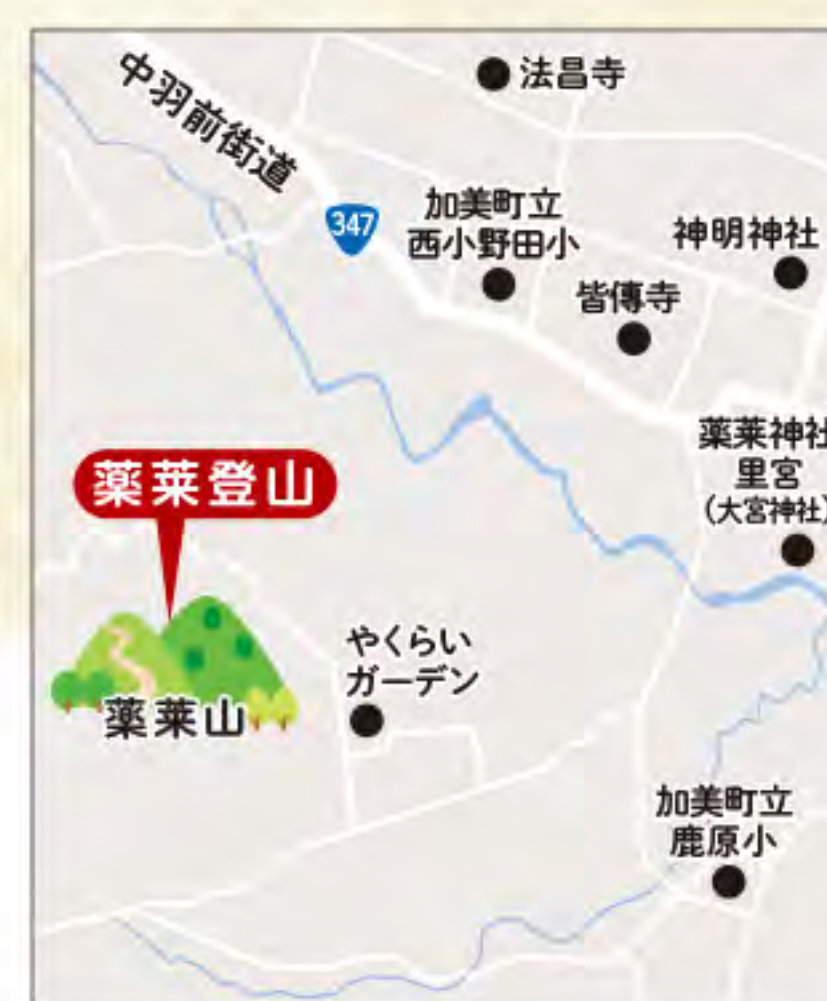 中羽前街道
法昌寺
347
加美町立
西小野田小
神明神社
皆傳寺
薬莱神社
里宮
(大宮神社)
薬莱登山
やくらい
ガーデン
薬莱山
加美町立
鹿原小